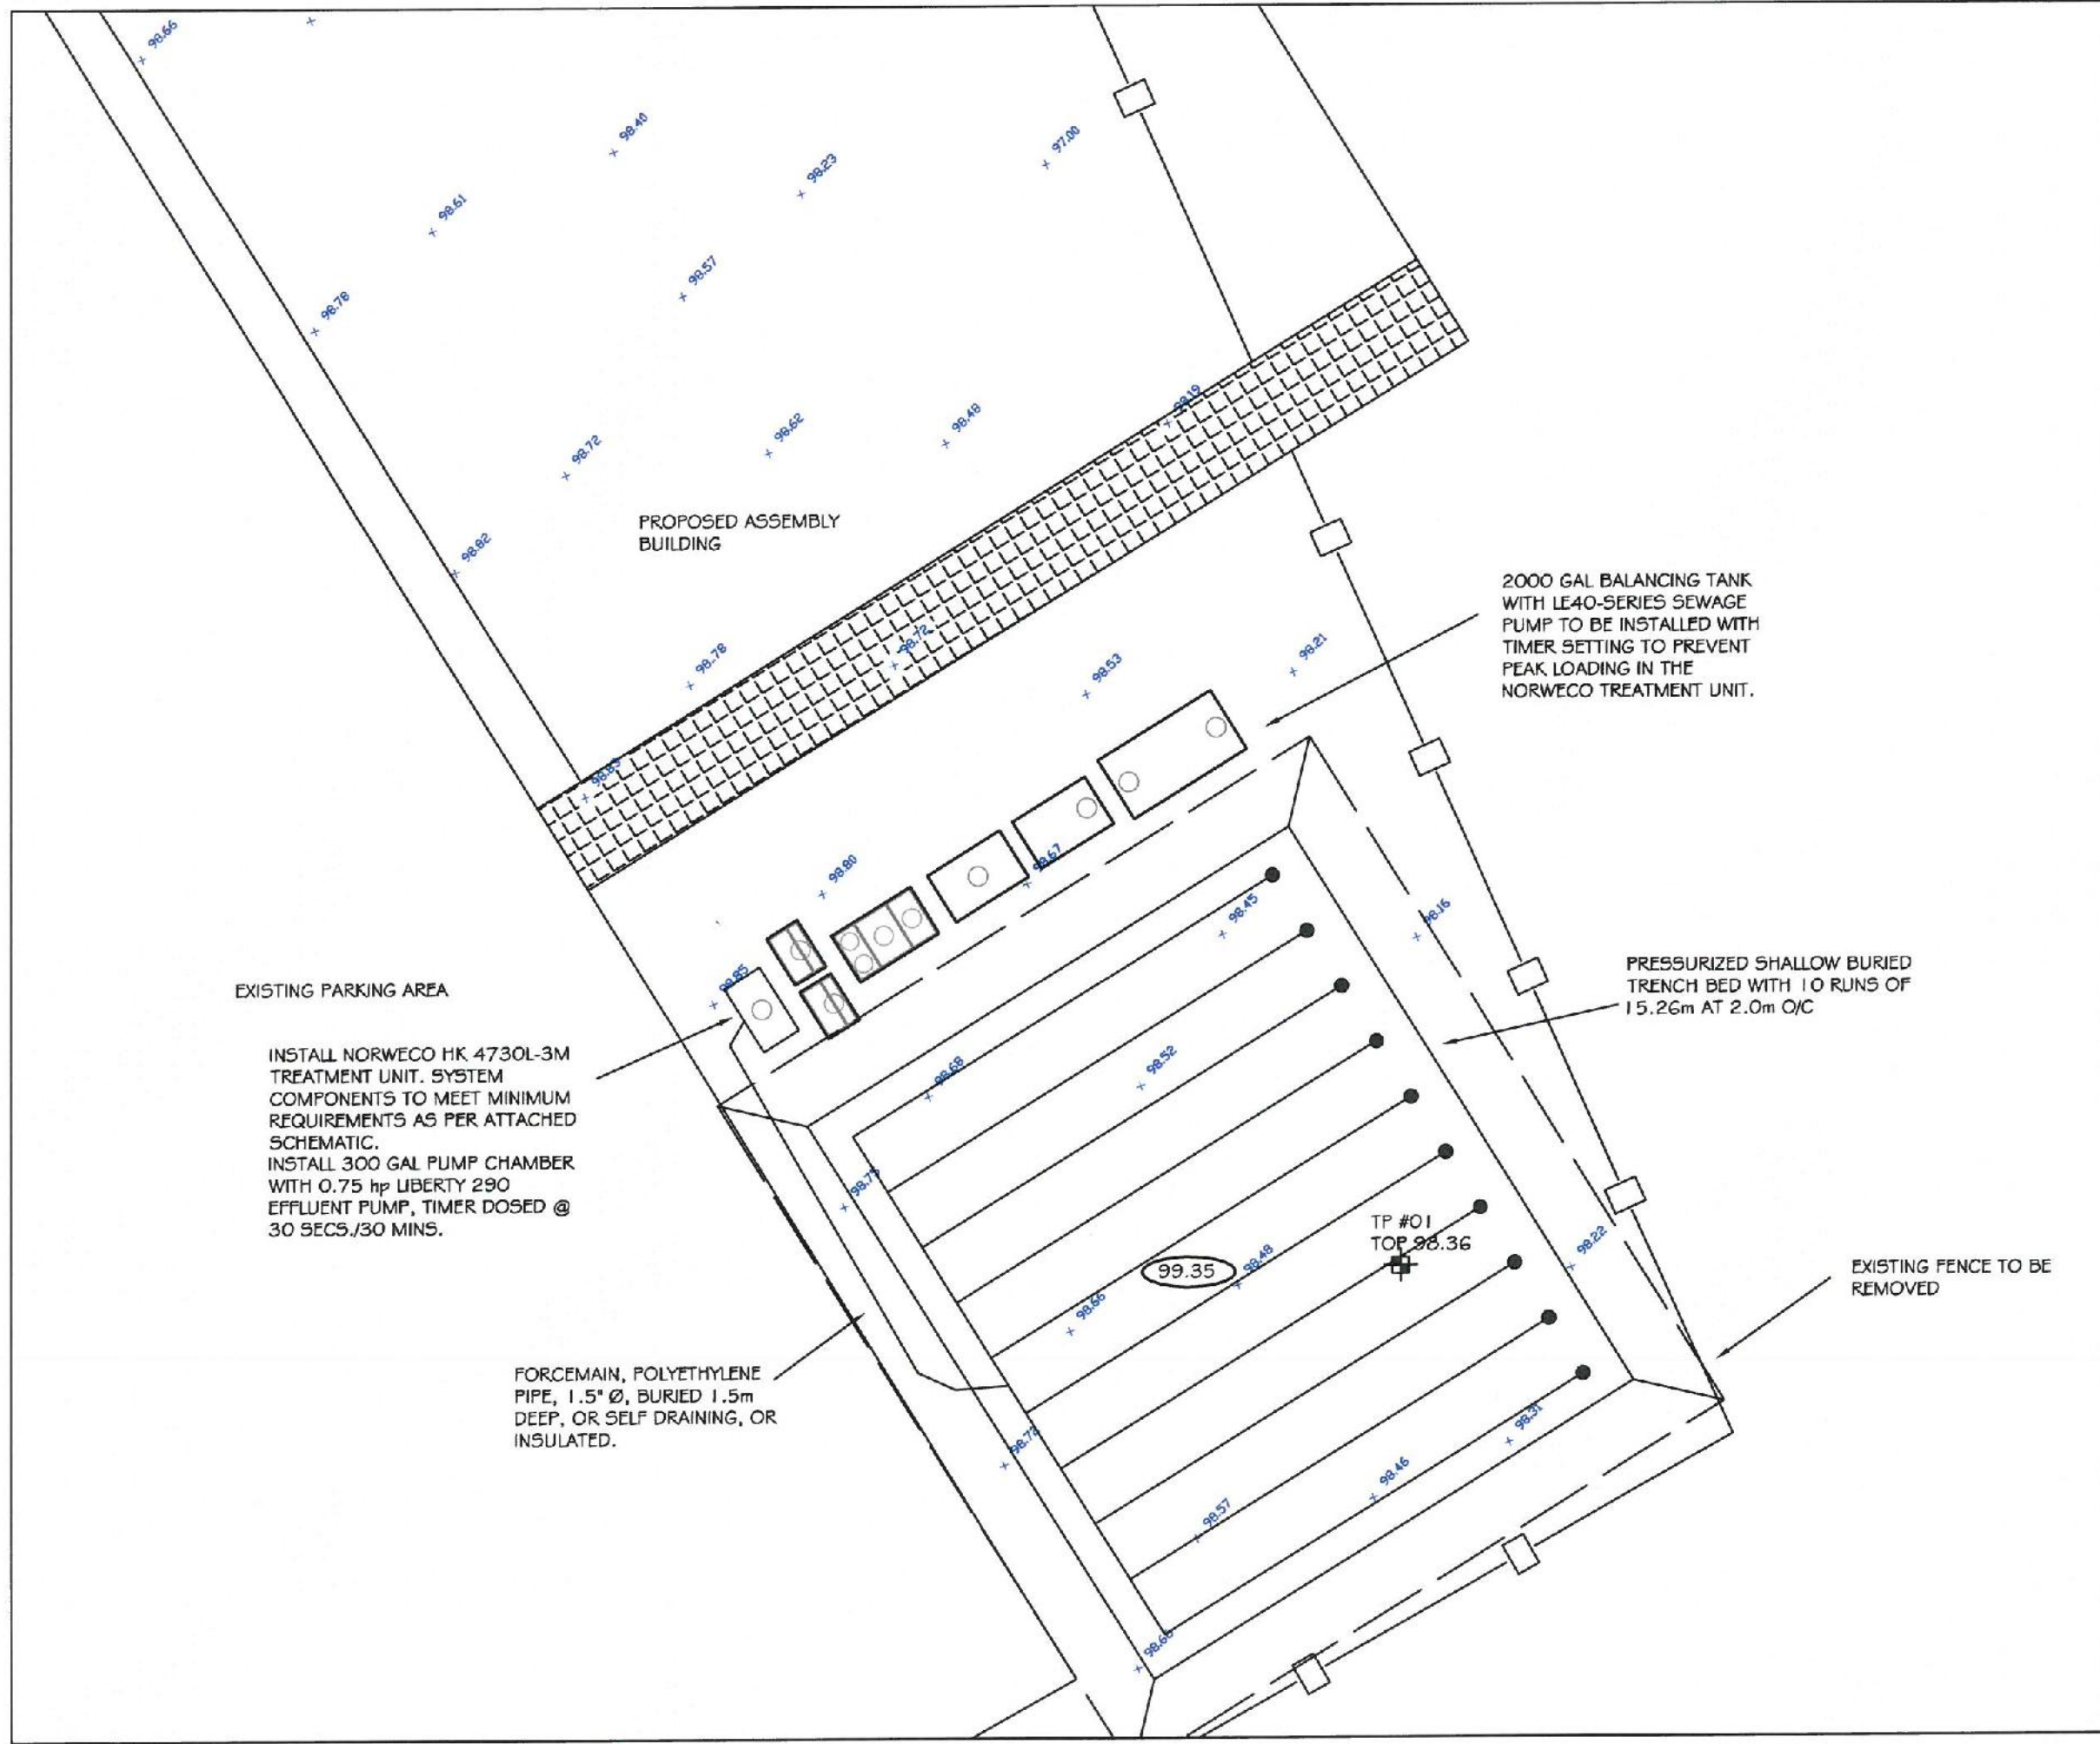 98.66
98.40
98.23
97.00
98.61
98.57
98.78
98.19
98.48
98.62
98.72
PROPOSED ASSEMBLY
BUILDING
98.82
2000 GAL BALANCING TANK
WITH LE40-SERIES SEWAGE
PUMP TO BE INSTALLED WITH
TIMER SETTING TO PREVENT
PEAK LOADING IN THE
NORWECO TREATMENT UNIT.
98.72
98.21
98.78
98.53
98.80
98.67
98.45
98.16
EXISTING PARKING AREA
98.85
PRESSURIZED SHALLOW BURIED
TRENCH BED WITH 10 RUNS OF
15.26m AT 2.0m O/C
INSTALL NORWECO HK 4730L-3M
TREATMENT UNIT. SYSTEM
COMPONENTS TO MEET MINIMUM
REQUIREMENTS AS PER ATTACHED
SCHEMATIC.
INSTALL 300 GAL PUMP CHAMBER
WITH 0.75 hp LIBERTY 290
EFFLUENT PUMP, TIMER DOSED @
30 SECS./30 MINS.
98.68
98.52
TP #01
TOP 98.36
98.22
99.35
98.48
98.66
EXISTING FENCE TO BE
REMOVED
FORCEMAIN, POLYETHYLENE
PIPE, 1.5" Ø, BURIED 1.5m
DEEP, OR SELF DRAINING, OR
INSULATED.
98.31
98.46
98.57